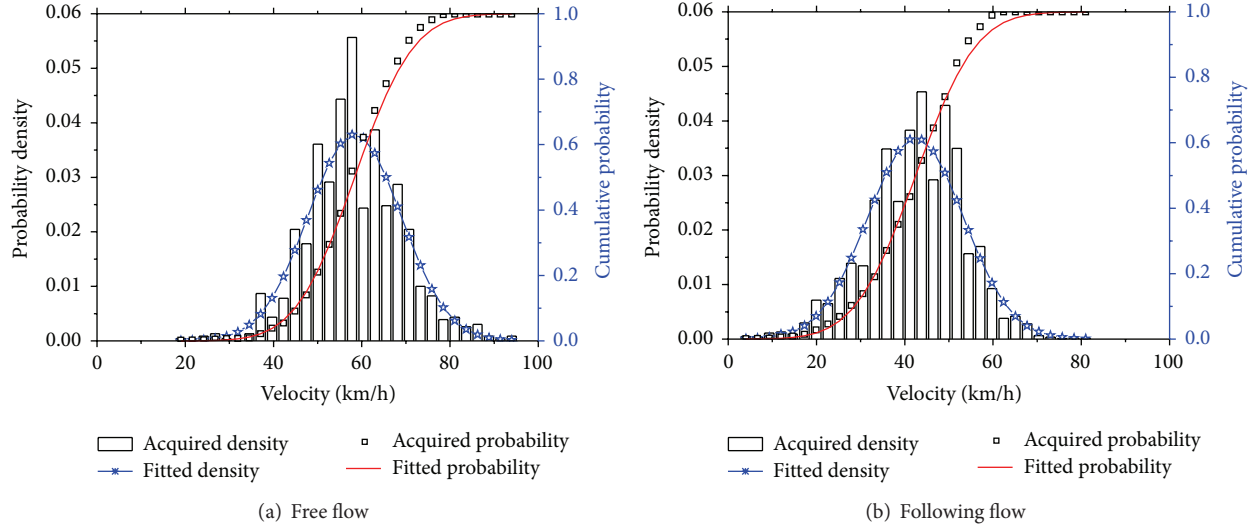 0.06
0.05
0.04
0.03
0.02
0.01
0.00
Probability density
0 20 40 60 80 100
Velocity (km/h)
1.0
0.8
0.6
0.4
0.2
0.0
Cumulative probability
Acquired density
Fitted density
Acquired probability
Fitted probability
(a) Free flow
0.06
0.05
0.04
0.03
0.02
0.01
0.00
Probability density
0 20 40 60 80 100
Velocity (km/h)
1.0
0.8
0.6
0.4
0.2
0.0
Cumulative probability
Acquired density
Fitted density
Acquired probability
Fitted probability
(b) Following flow